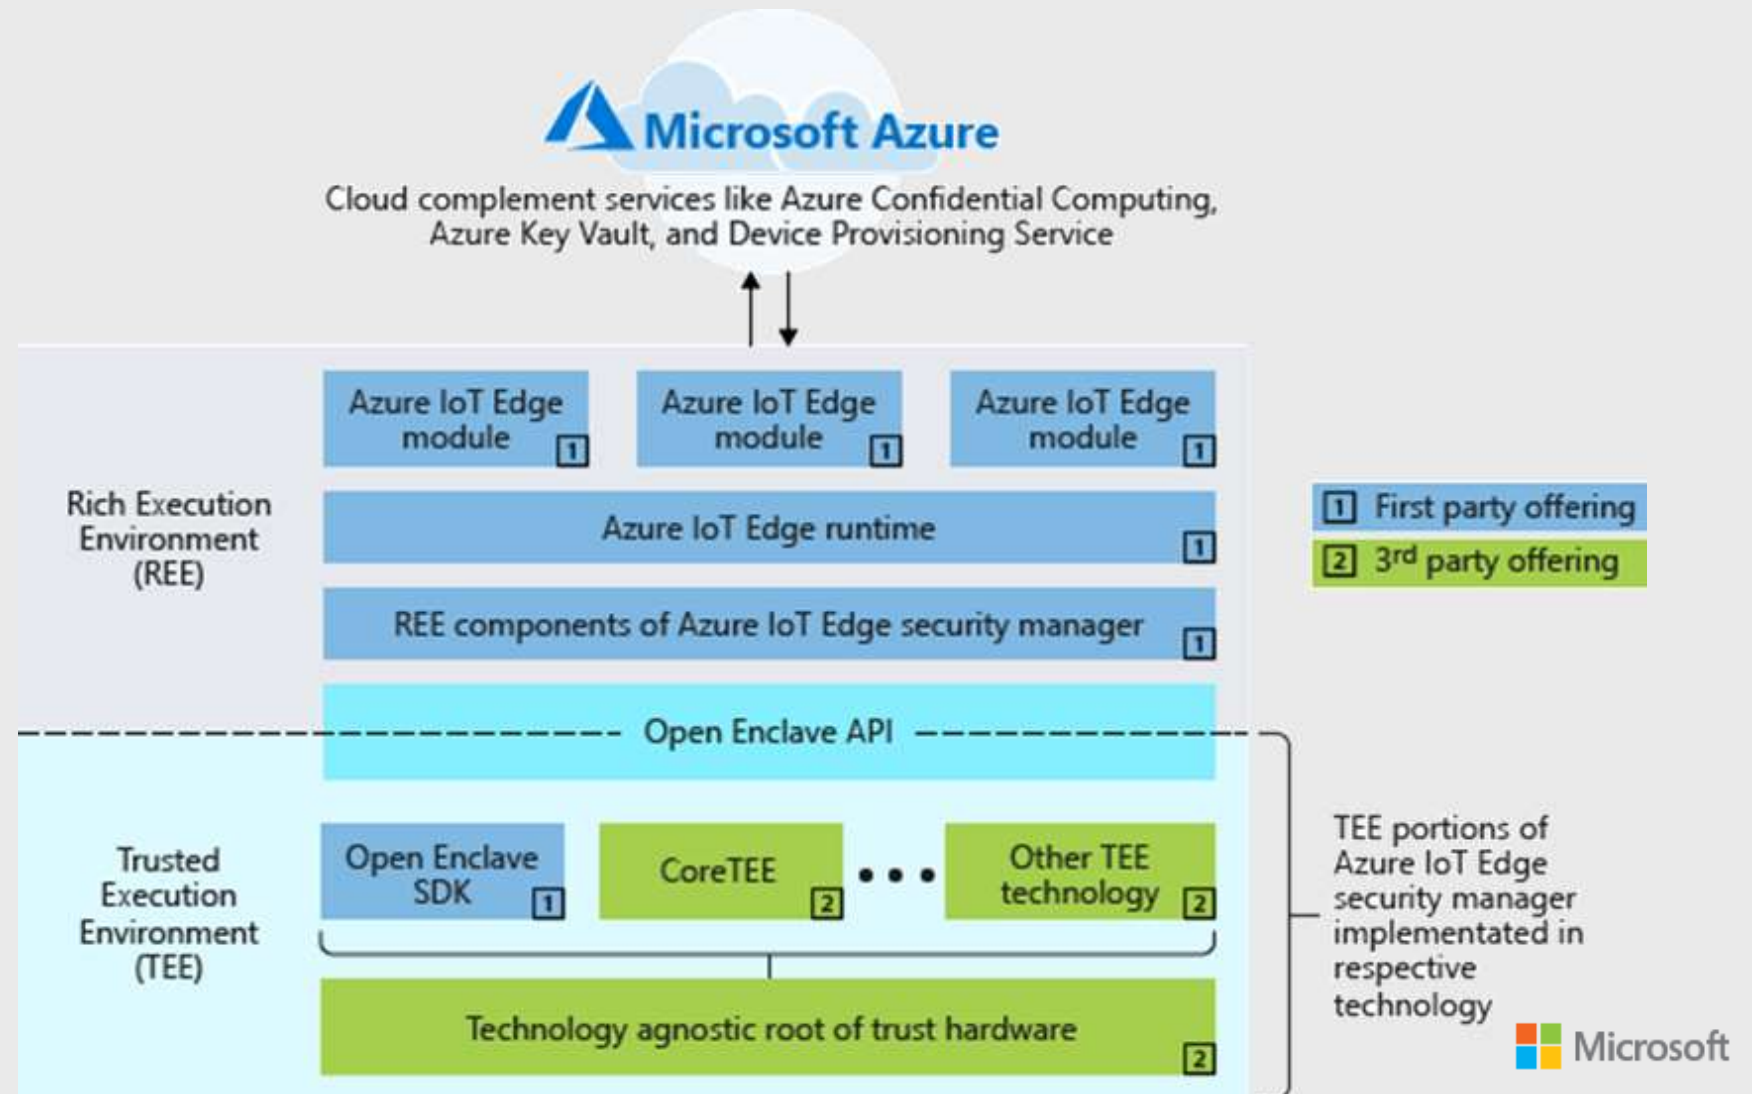 Microsoft Azure
Cloud complement services like Azure Confidential Computing,
Azure Key Vault, and Device Provisioning Service
Azure IoT Edge
module
1
Azure IoT Edge
module
1
Azure IoT Edge
module
1
Rich Execution
Environment
(REE)
Azure IoT Edge runtime
1
REE components of Azure IoT Edge security manager
1
1 First party offering
2 3rd party offering
Open Enclave API
Trusted
Execution
Environment
(TEE)
Open Enclave
SDK
1
CoreTEE
2
Other TEE
technology
2
Technology agnostic root of trust hardware
2
TEE portions of
Azure IoT Edge
security manager
implementated in
respective
technology
Microsoft